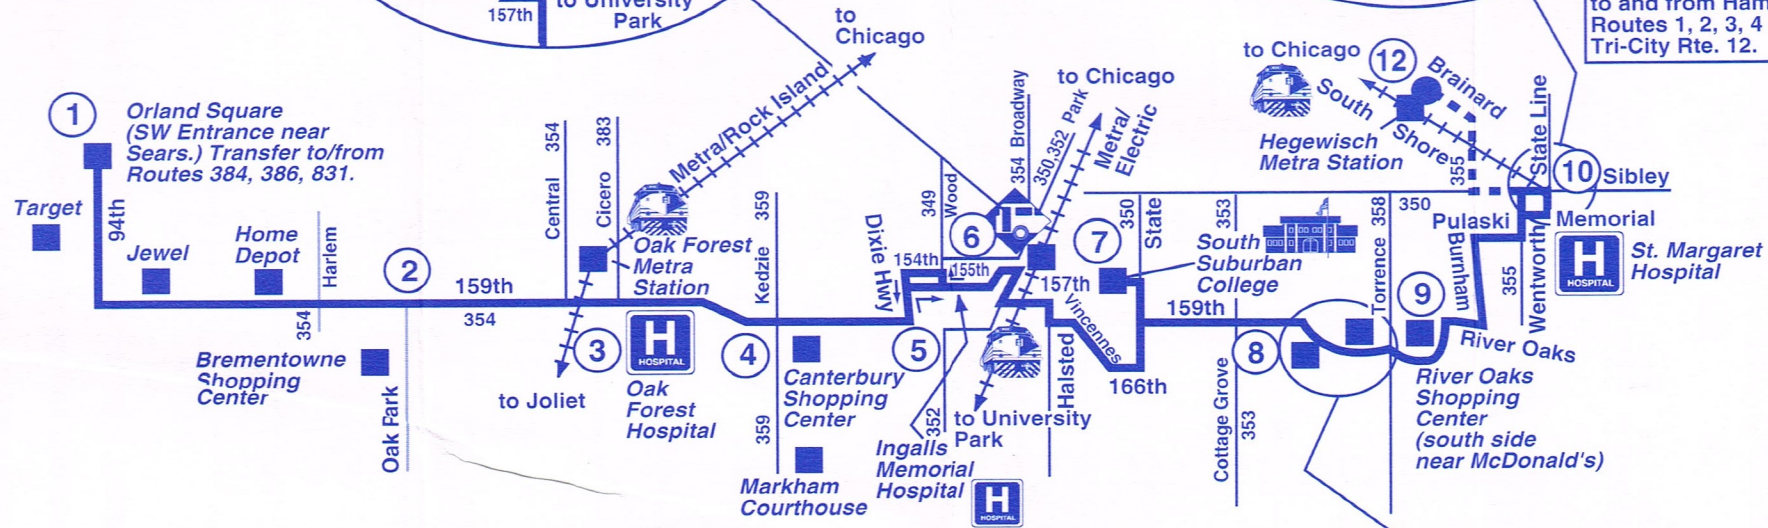 157th
to University
Park
to
Chicago
to and from Ham
Routes 1, 2, 3, 4
Tri-City Rte. 12.
1
Orland Square
(SW Entrance near
Sears.) Transfer to/from
Routes 384, 386, 831.
Target
94th
Jewel
Home
Depot
Harlem
354
2
159th
354
Brementowne
Shopping
Center
Oak Park
Central
354
Cicero
383
Metra/Rock Island
Oak Forest
Metra
Station
3
H
HOSPITAL
Oak
Forest
Hospital
to Joliet
Kedzie
359
359
4
Canterbury
Shopping
Center
Markham
Courthouse
Dixie Hwy
154th
155th
5
349
Wood
6
354 Broadway
350,352 Park
to Chicago
Metra/
Electric
7
157th
Vincennes
352
to University
Park
Ingalls
Memorial
Hospital
H
HOSPITAL
Halsted
166th
350
State
South
Suburban
College
353
159th
Cottage Grove
353
8
358
Torrence
350
9
River Oaks
River Oaks
Shopping
Center
(south side
near McDonald's)
Burnham
Pulaski
355
Wentworth
to Chicago
12
Brainard
South
Shore
Hegewisch
Metra Station
355
State Line
10
Sibley
Memorial
H
HOSPITAL
St. Margaret
Hospital